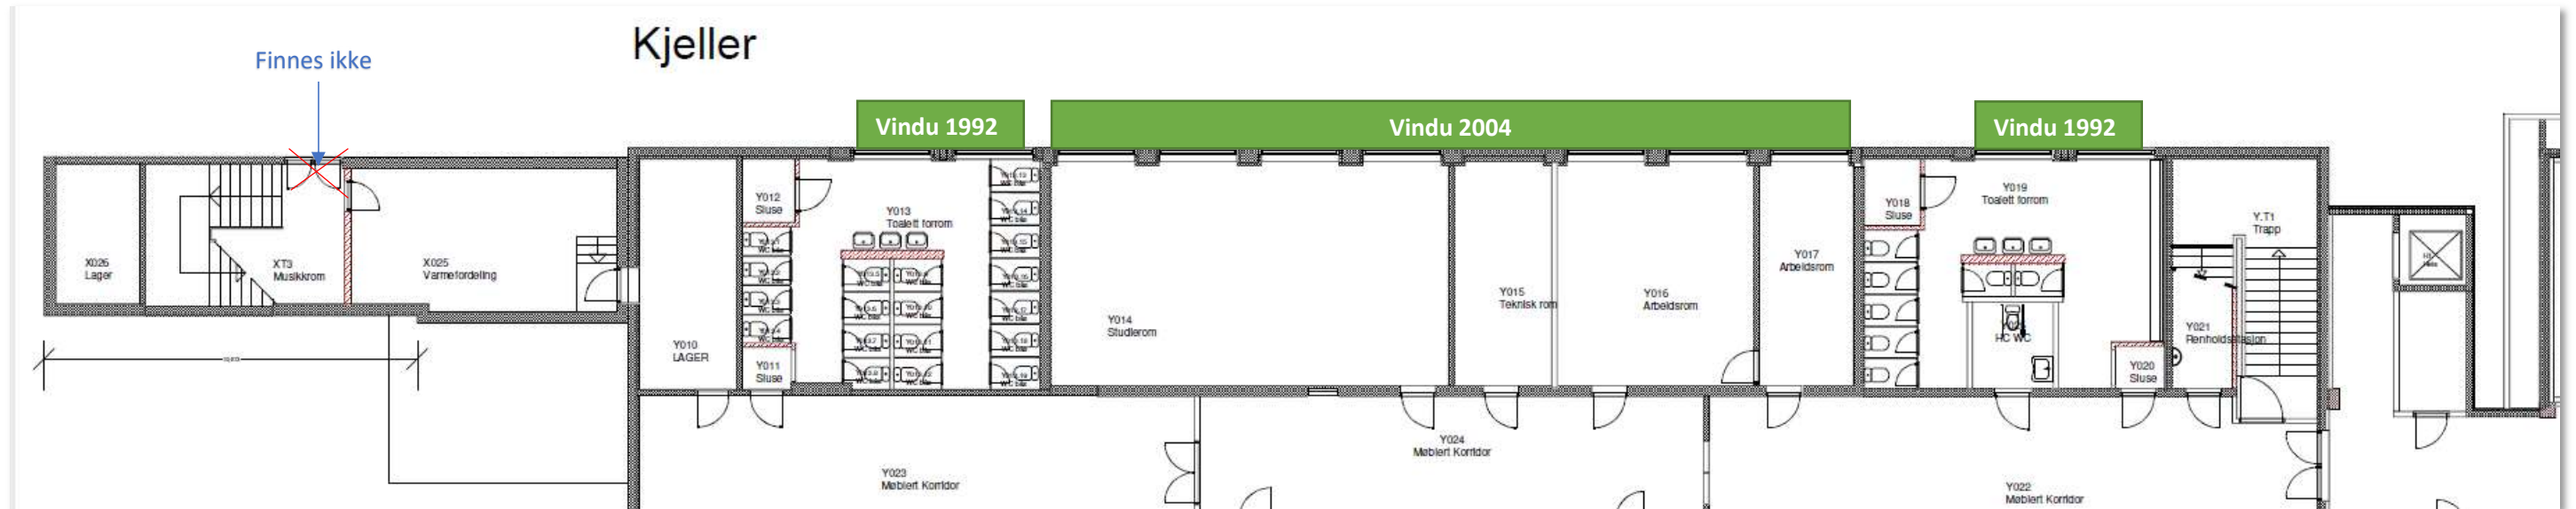 Kjeller
Finnes ikke
Vindu 1992
Vindu 2004
Vindu 1992
X026
Lager
XT3
Musikkrom
X025
Varmefordeling
Y010
LAGER
Y012
Sluse
Y011
Sluse
Y013
Toalett forrom
Y014
Studierom
Y015
Teknisk rom
Y016
Arbeidsrom
Y017
Arbeidsrom
Y018
Sluse
Y019
Toalett forrom
HC WC
Y020
Sluse
Y021
Renholdsstasjon
Y.T1
Trapp
Y023
Møblert Korridor
Y024
Møblert Korridor
Y022
Møblert Korridor